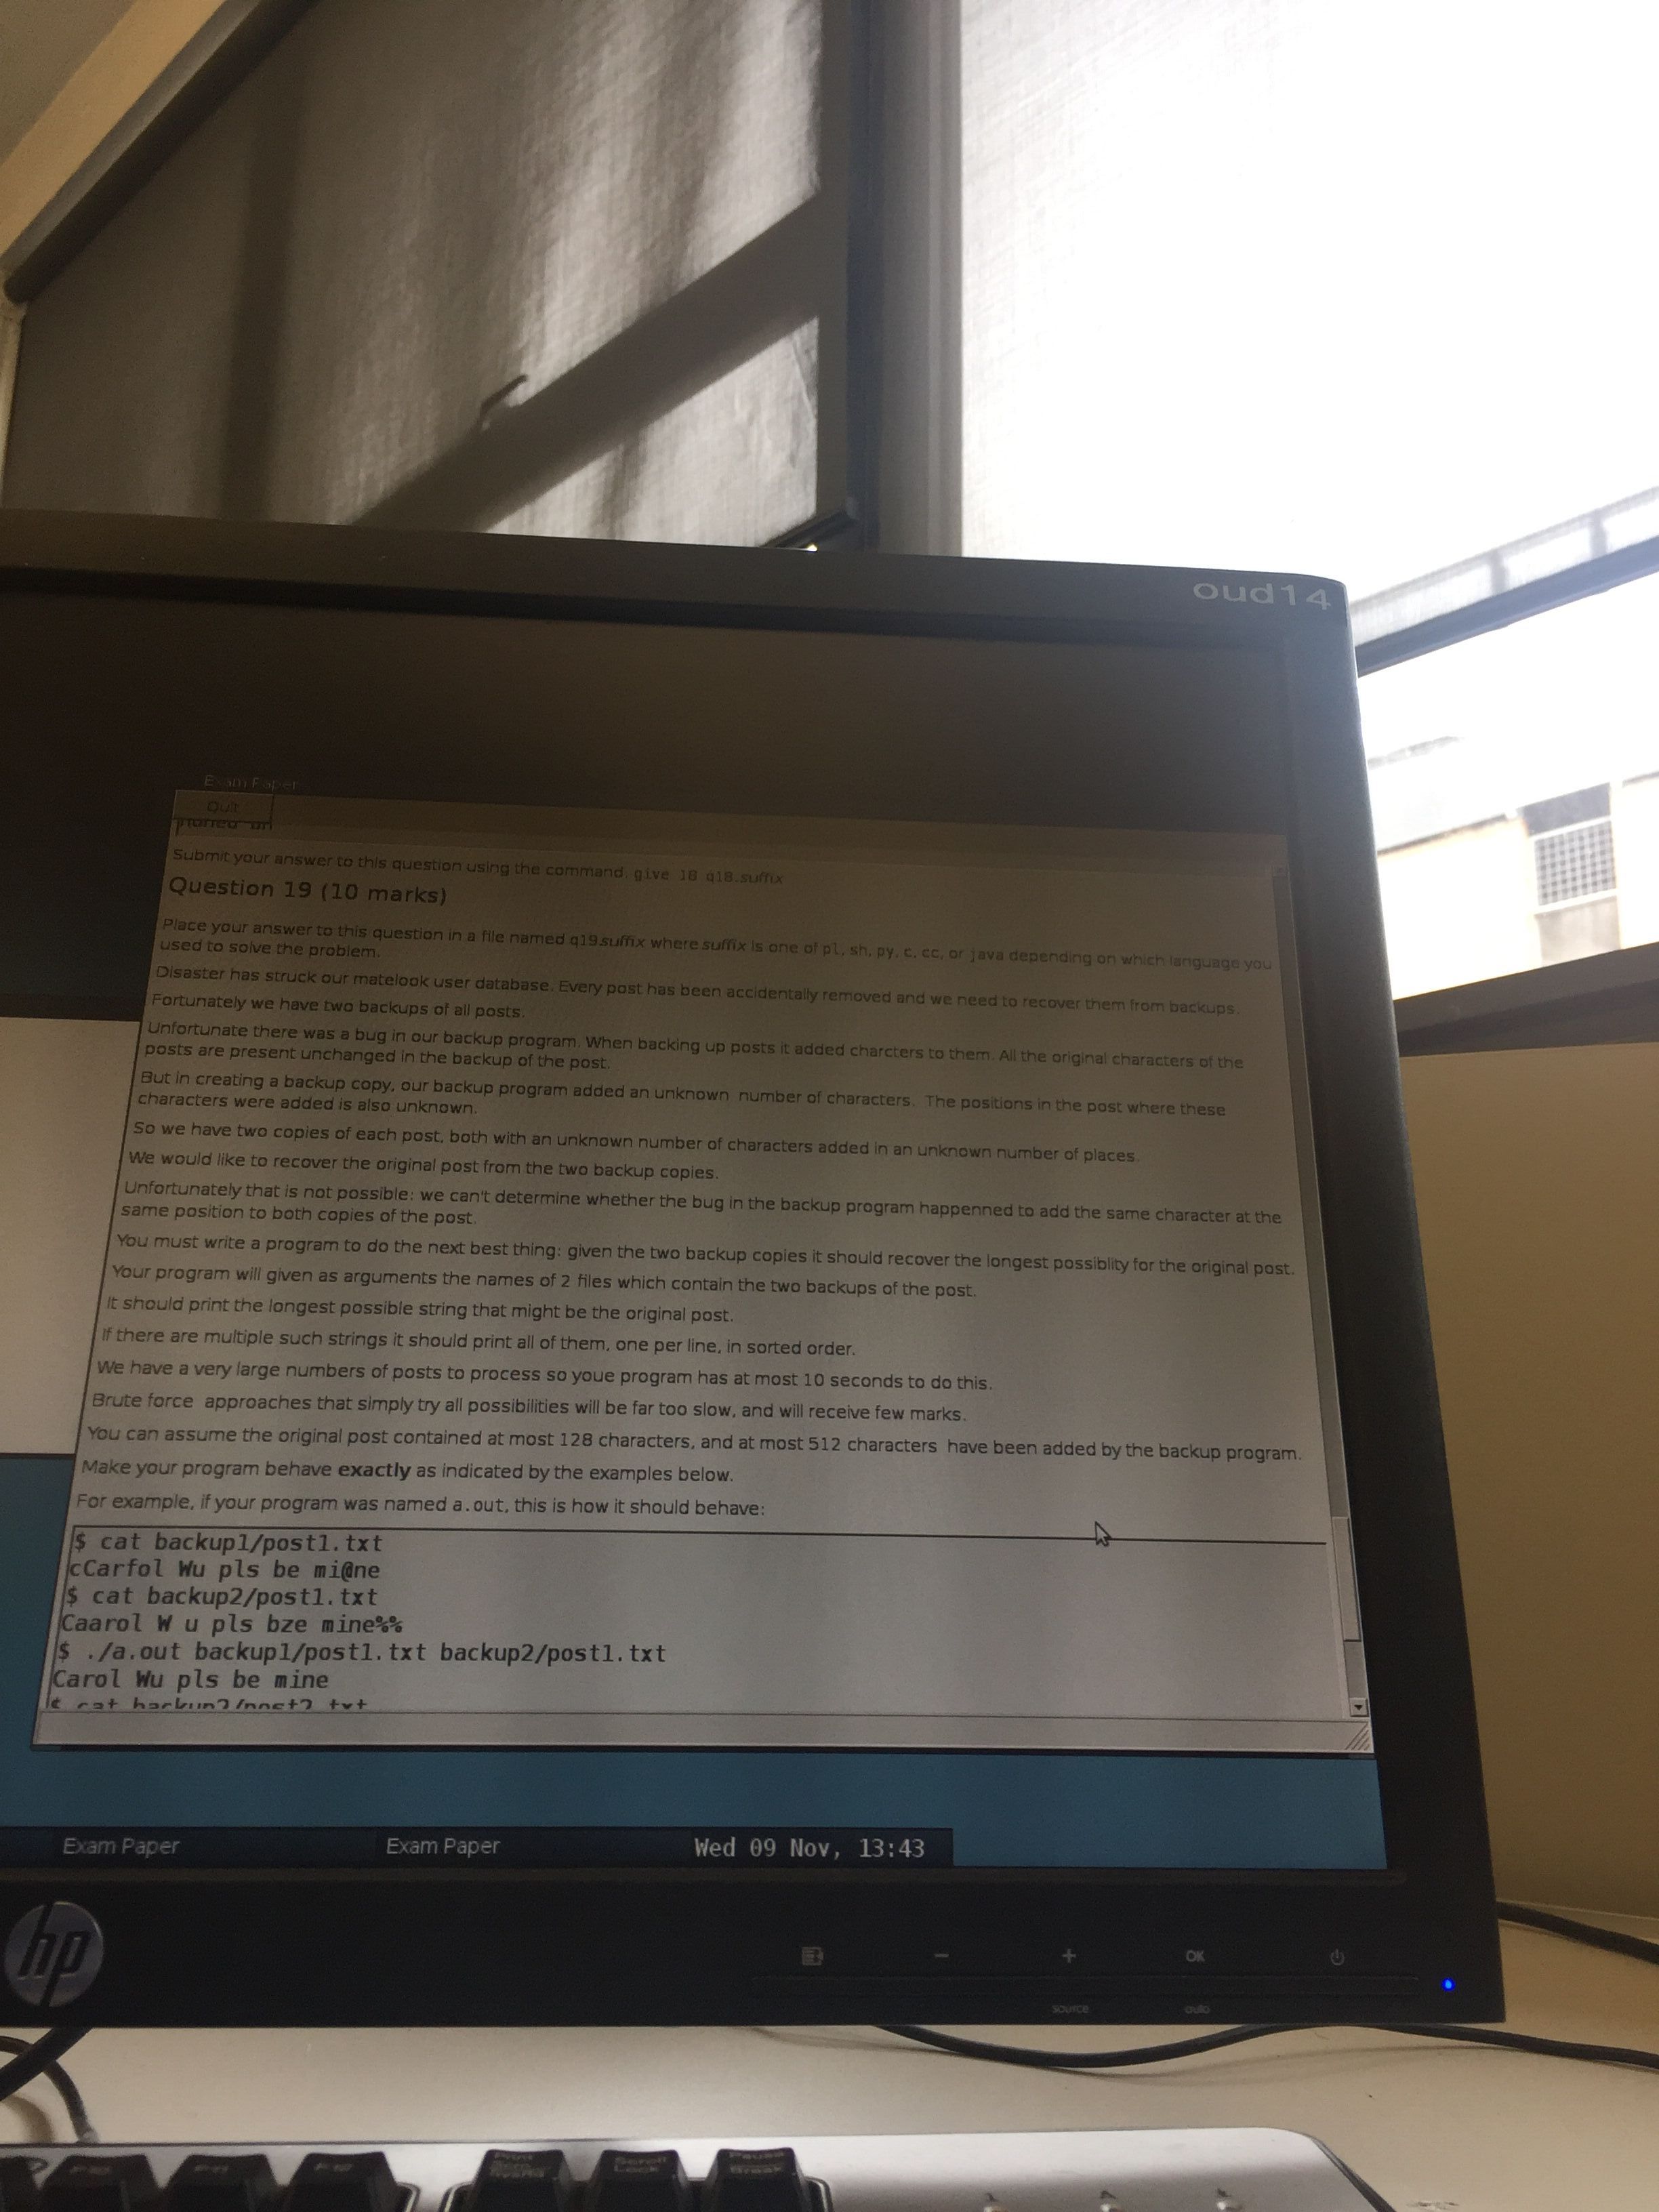 oud14
Exam Paper
Quit
Submit your answer to this question using the command: give 18 q18.suffix
Question 19 (10 marks)
Place your answer to this question in a file named q19.suffix where suffix is one of pl, sh, py, c, cc, or java depending on which language you
used to solve the problem.
Disaster has struck our matelook user database. Every post has been accidentally removed and we need to recover them from backups.
Fortunately we have two backups of all posts.
Unfortunate there was a bug in our backup program. When backing up posts it added charcters to them. All the original characters of the
posts are present unchanged in the backup of the post.
But in creating a backup copy, our backup program added an unknown number of characters. The positions in the post where these
characters were added is also unknown.
So we have two copies of each post, both with an unknown number of characters added in an unknown number of places.
We would like to recover the original post from the two backup copies.
Unfortunately that is not possible: we can't determine whether the bug in the backup program happenned to add the same character at the
same position to both copies of the post.
You must write a program to do the next best thing: given the two backup copies it should recover the longest possiblity for the original post.
Your program will given as arguments the names of 2 files which contain the two backups of the post.
It should print the longest possible string that might be the original post.
If there are multiple such strings it should print all of them, one per line, in sorted order.
We have a very large numbers of posts to process so youe program has at most 10 seconds to do this.
Brute force approaches that simply try all possibilities will be far too slow, and will receive few marks.
You can assume the original post contained at most 128 characters, and at most 512 characters have been added by the backup program.
Make your program behave exactly as indicated by the examples below.
For example, if your program was named a.out, this is how it should behave:
$ cat backup1/post1.txt
cCarfol Wu pls be mi@ne
$ cat backup2/post1.txt
Caarol W u pls bze mine%%
$ ./a.out backup1/post1.txt backup2/post1.txt
Carol Wu pls be mine
$ cat backup2/post2.txt
Exam Paper Exam Paper Wed 09 Nov, 13:43
hp
- + OK
source auto
F10 F11 F12 Print Scrn SysRq Scroll Lock Pause Break